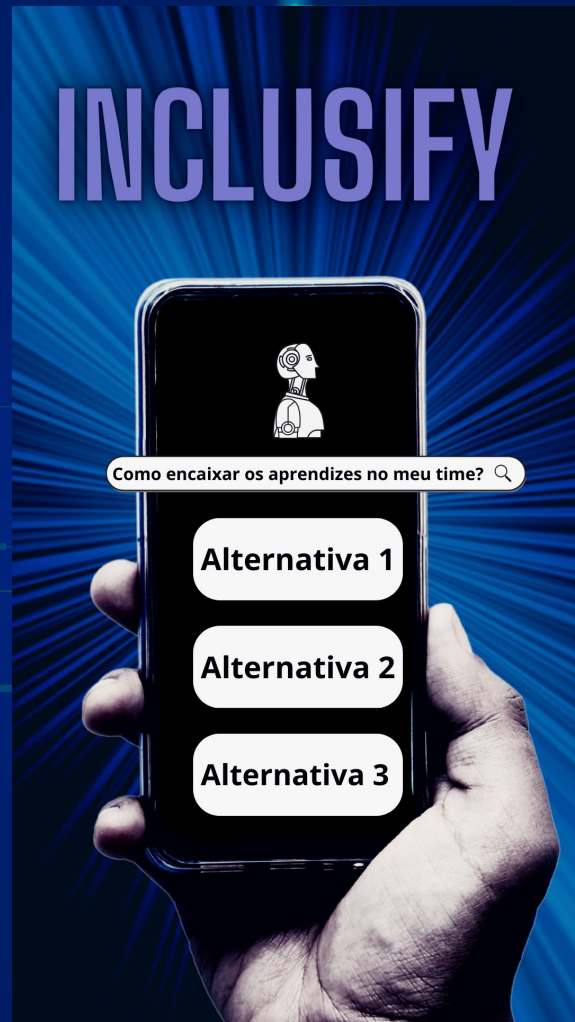 INCLUSIFY
Como encaixar os aprendizes no meu time?
Alternativa 1
Alternativa 2
Alternativa 3